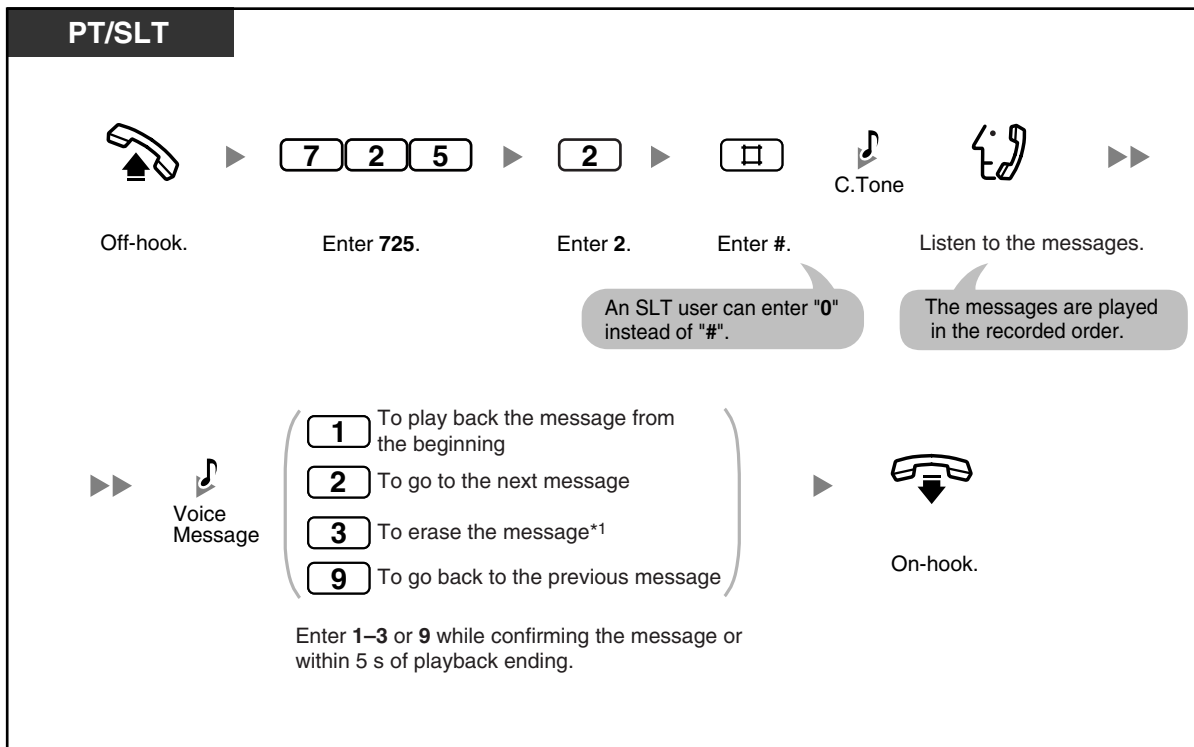 PT/SLT
7 2 5
2
#
C.Tone
Off-hook.
Enter 725.
Enter 2.
Enter #.
Listen to the messages.
An SLT user can enter "0"
instead of "#".
The messages are played
in the recorded order.
Voice
Message
1 To play back the message from
the beginning
2 To go to the next message
3 To erase the message*1
9 To go back to the previous message
Enter 1–3 or 9 while confirming the message or
within 5 s of playback ending.
On-hook.